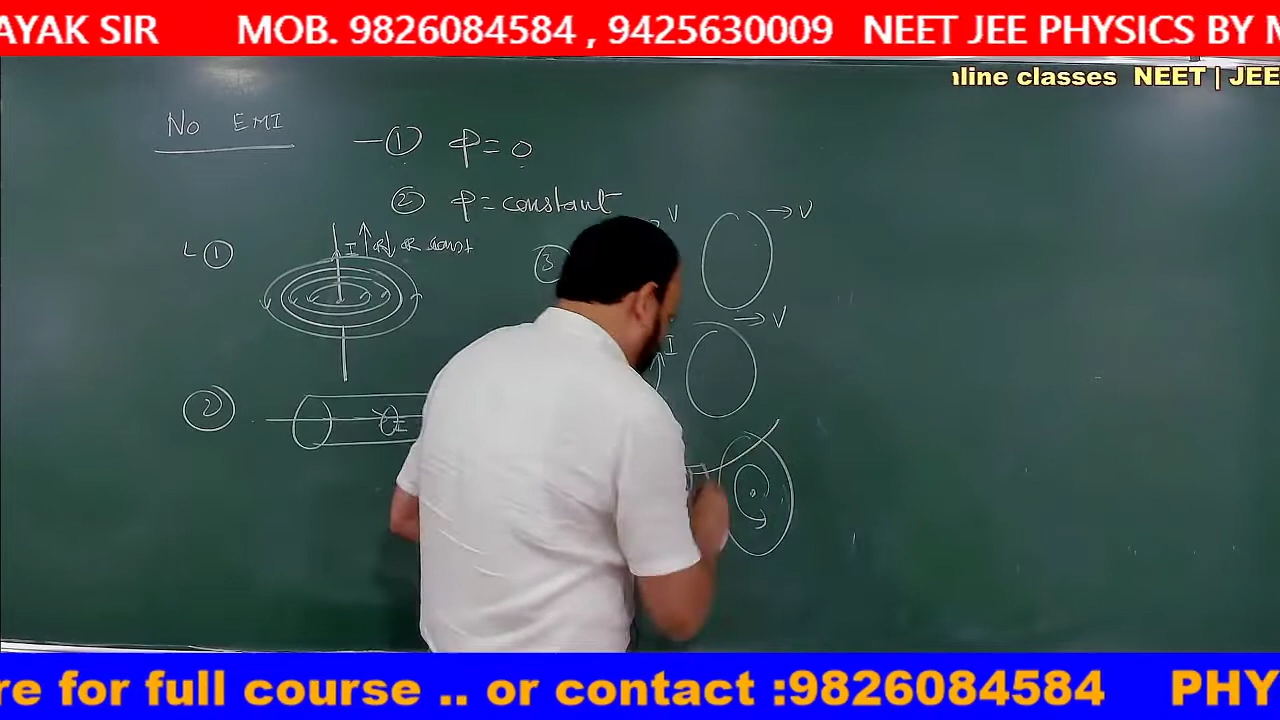 AYAK SIR MOB. 9826084584 , 9425630009 NEET JEE PHYSICS BY M
line classes NEET | JEE
No EMI
— ① φ = 0
② φ = constant
① I ↑ or ↓ or const
③ V → V
→ V
I
② I
re for full course .. or contact :9826084584 PHY